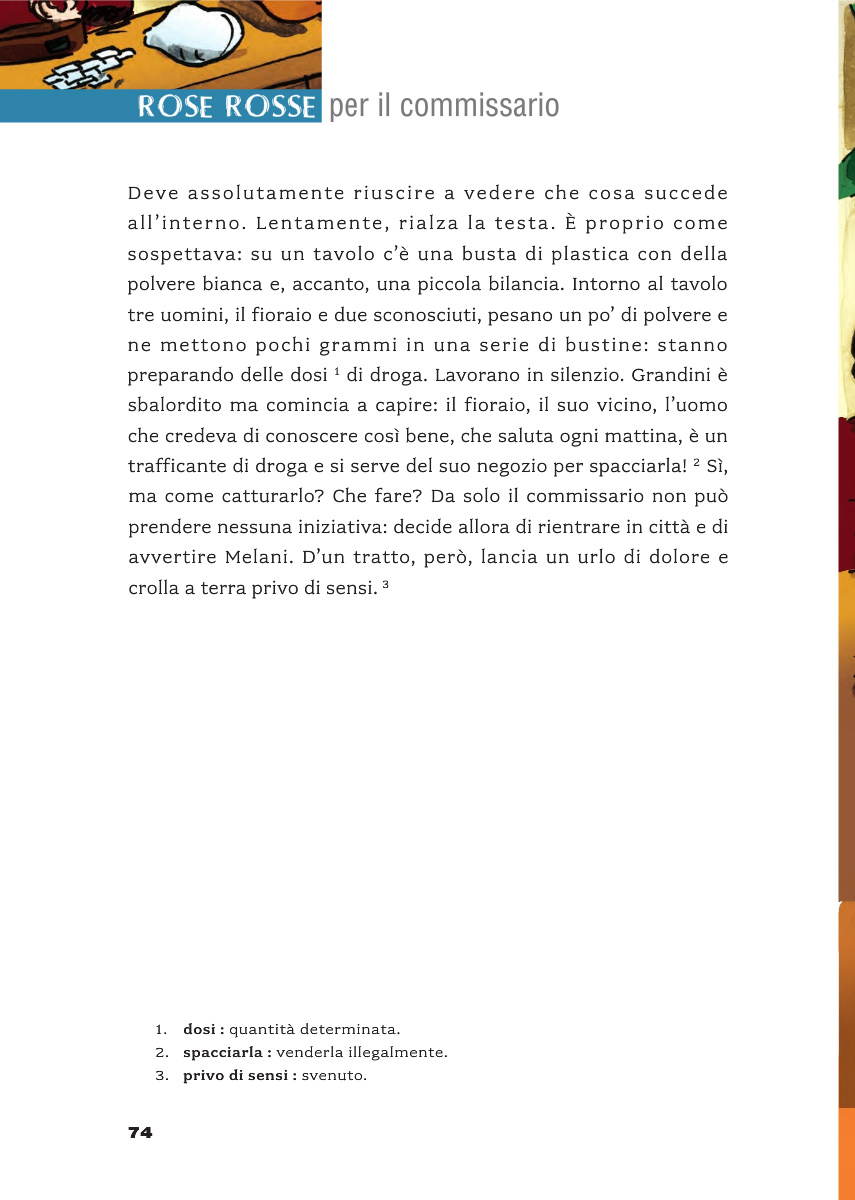 ROSE ROSSE per il commissario
Deve assolutamente riuscire a vedere che cosa succede
all’interno. Lentamente, rialza la testa. È proprio come
sospettava: su un tavolo c’è una busta di plastica con della
polvere bianca e, accanto, una piccola bilancia. Intorno al tavolo
tre uomini, il fioraio e due sconosciuti, pesano un po’ di polvere e
ne mettono pochi grammi in una serie di bustine: stanno
preparando delle dosi ¹ di droga. Lavorano in silenzio. Grandini è
sbalordito ma comincia a capire: il fioraio, il suo vicino, l’uomo
che credeva di conoscere così bene, che saluta ogni mattina, è un
trafficante di droga e si serve del suo negozio per spacciarla! ² Sì,
ma come catturarlo? Che fare? Da solo il commissario non può
prendere nessuna iniziativa: decide allora di rientrare in città e di
avvertire Melani. D’un tratto, però, lancia un urlo di dolore e
crolla a terra privo di sensi. ³
1. dosi : quantità determinata.
2. spacciarla : venderla illegalmente.
3. privo di sensi : svenuto.
74